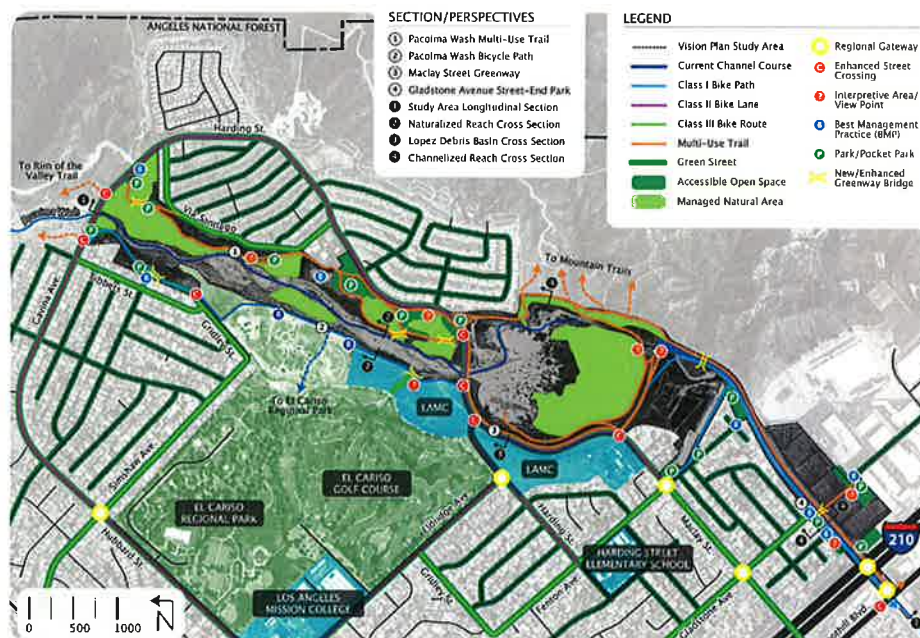 ANGELES NATIONAL FOREST
SECTION/PERSPECTIVES
1 Pacoima Wash Multi-Use Trail
2 Pacoima Wash Bicycle Path
3 Maclay Street Greenway
4 Gladstone Avenue Street-End Park
1 Study Area Longitudinal Section
2 Naturalized Reach Cross Section
3 Lopez Debris Basin Cross Section
4 Channelized Reach Cross Section
LEGEND
Vision Plan Study Area
Current Channel Course
Class I Bike Path
Class II Bike Lane
Class III Bike Route
Multi-Use Trail
Green Street
Accessible Open Space
Managed Natural Area
Regional Gateway
Enhanced Street
Crossing
Interpretive Area/
View Point
Best Management
Practice (BMP)
Park/Pocket Park
New/Enhanced
Greenway Bridge
Harding St.
To Rim of the
Valley Trail
Via Santiago
To Mountain Trails
Gavina Ave.
Gridley St.
To El Cariso
Regional Park
LAMC
LAMC
Simshaw Ave.
EL CARISO
GOLF COURSE
EL CARISO
REGIONAL PARK
Eldridge Ave
Hubbard St.
Harding St.
Maclay St.
HARDING STREET
ELEMENTARY SCHOOL
LOS ANGELES
MISSION COLLEGE
Gridley St.
Fenton Ave.
Gladstone Ave
210
0 500 1000
N